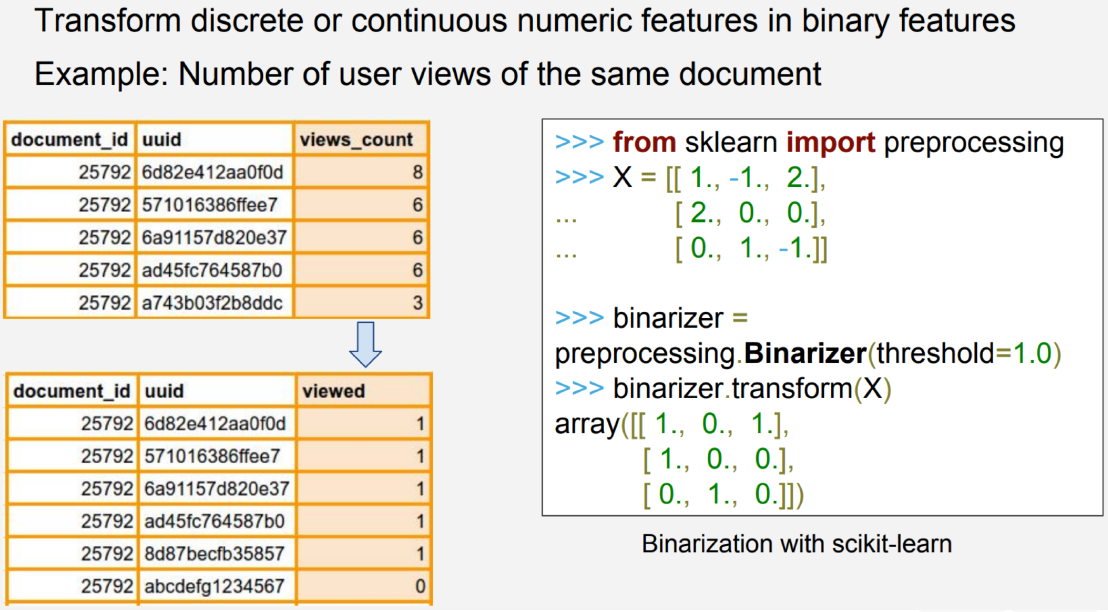 Transform discrete or continuous numeric features in binary features
Example: Number of user views of the same document
document_id uuid views_count
25792 6d82e412aa0f0d 8
25792 571016386ffee7 6
25792 6a91157d820e37 6
25792 ad45fc764587b0 6
25792 a743b03f2b8ddc 3
document_id uuid viewed
25792 6d82e412aa0f0d 1
25792 571016386ffee7 1
25792 6a91157d820e37 1
25792 ad45fc764587b0 1
25792 8d87becfb35857 1
25792 abcdefg1234567 0
>>> from sklearn import preprocessing
>>> X = [[ 1., -1., 2.],
... [ 2., 0., 0.],
... [ 0., 1., -1.]]
>>> binarizer =
preprocessing.Binarizer(threshold=1.0)
>>> binarizer.transform(X)
array([[ 1., 0., 1.],
[ 1., 0., 0.],
[ 0., 1., 0.]])
Binarization with scikit-learn